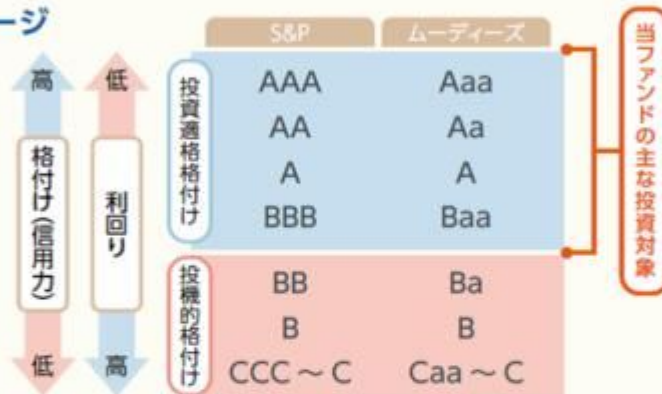 ージ
S&P ムーディーズ
高 低
格付け(信用力)
利回り
低 高
投資適格格付け
AAA Aaa
AA Aa
A A
BBB Baa
投機的格付け
BB Ba
B B
CCC～C Caa～C
当ファンドの主な投資対象